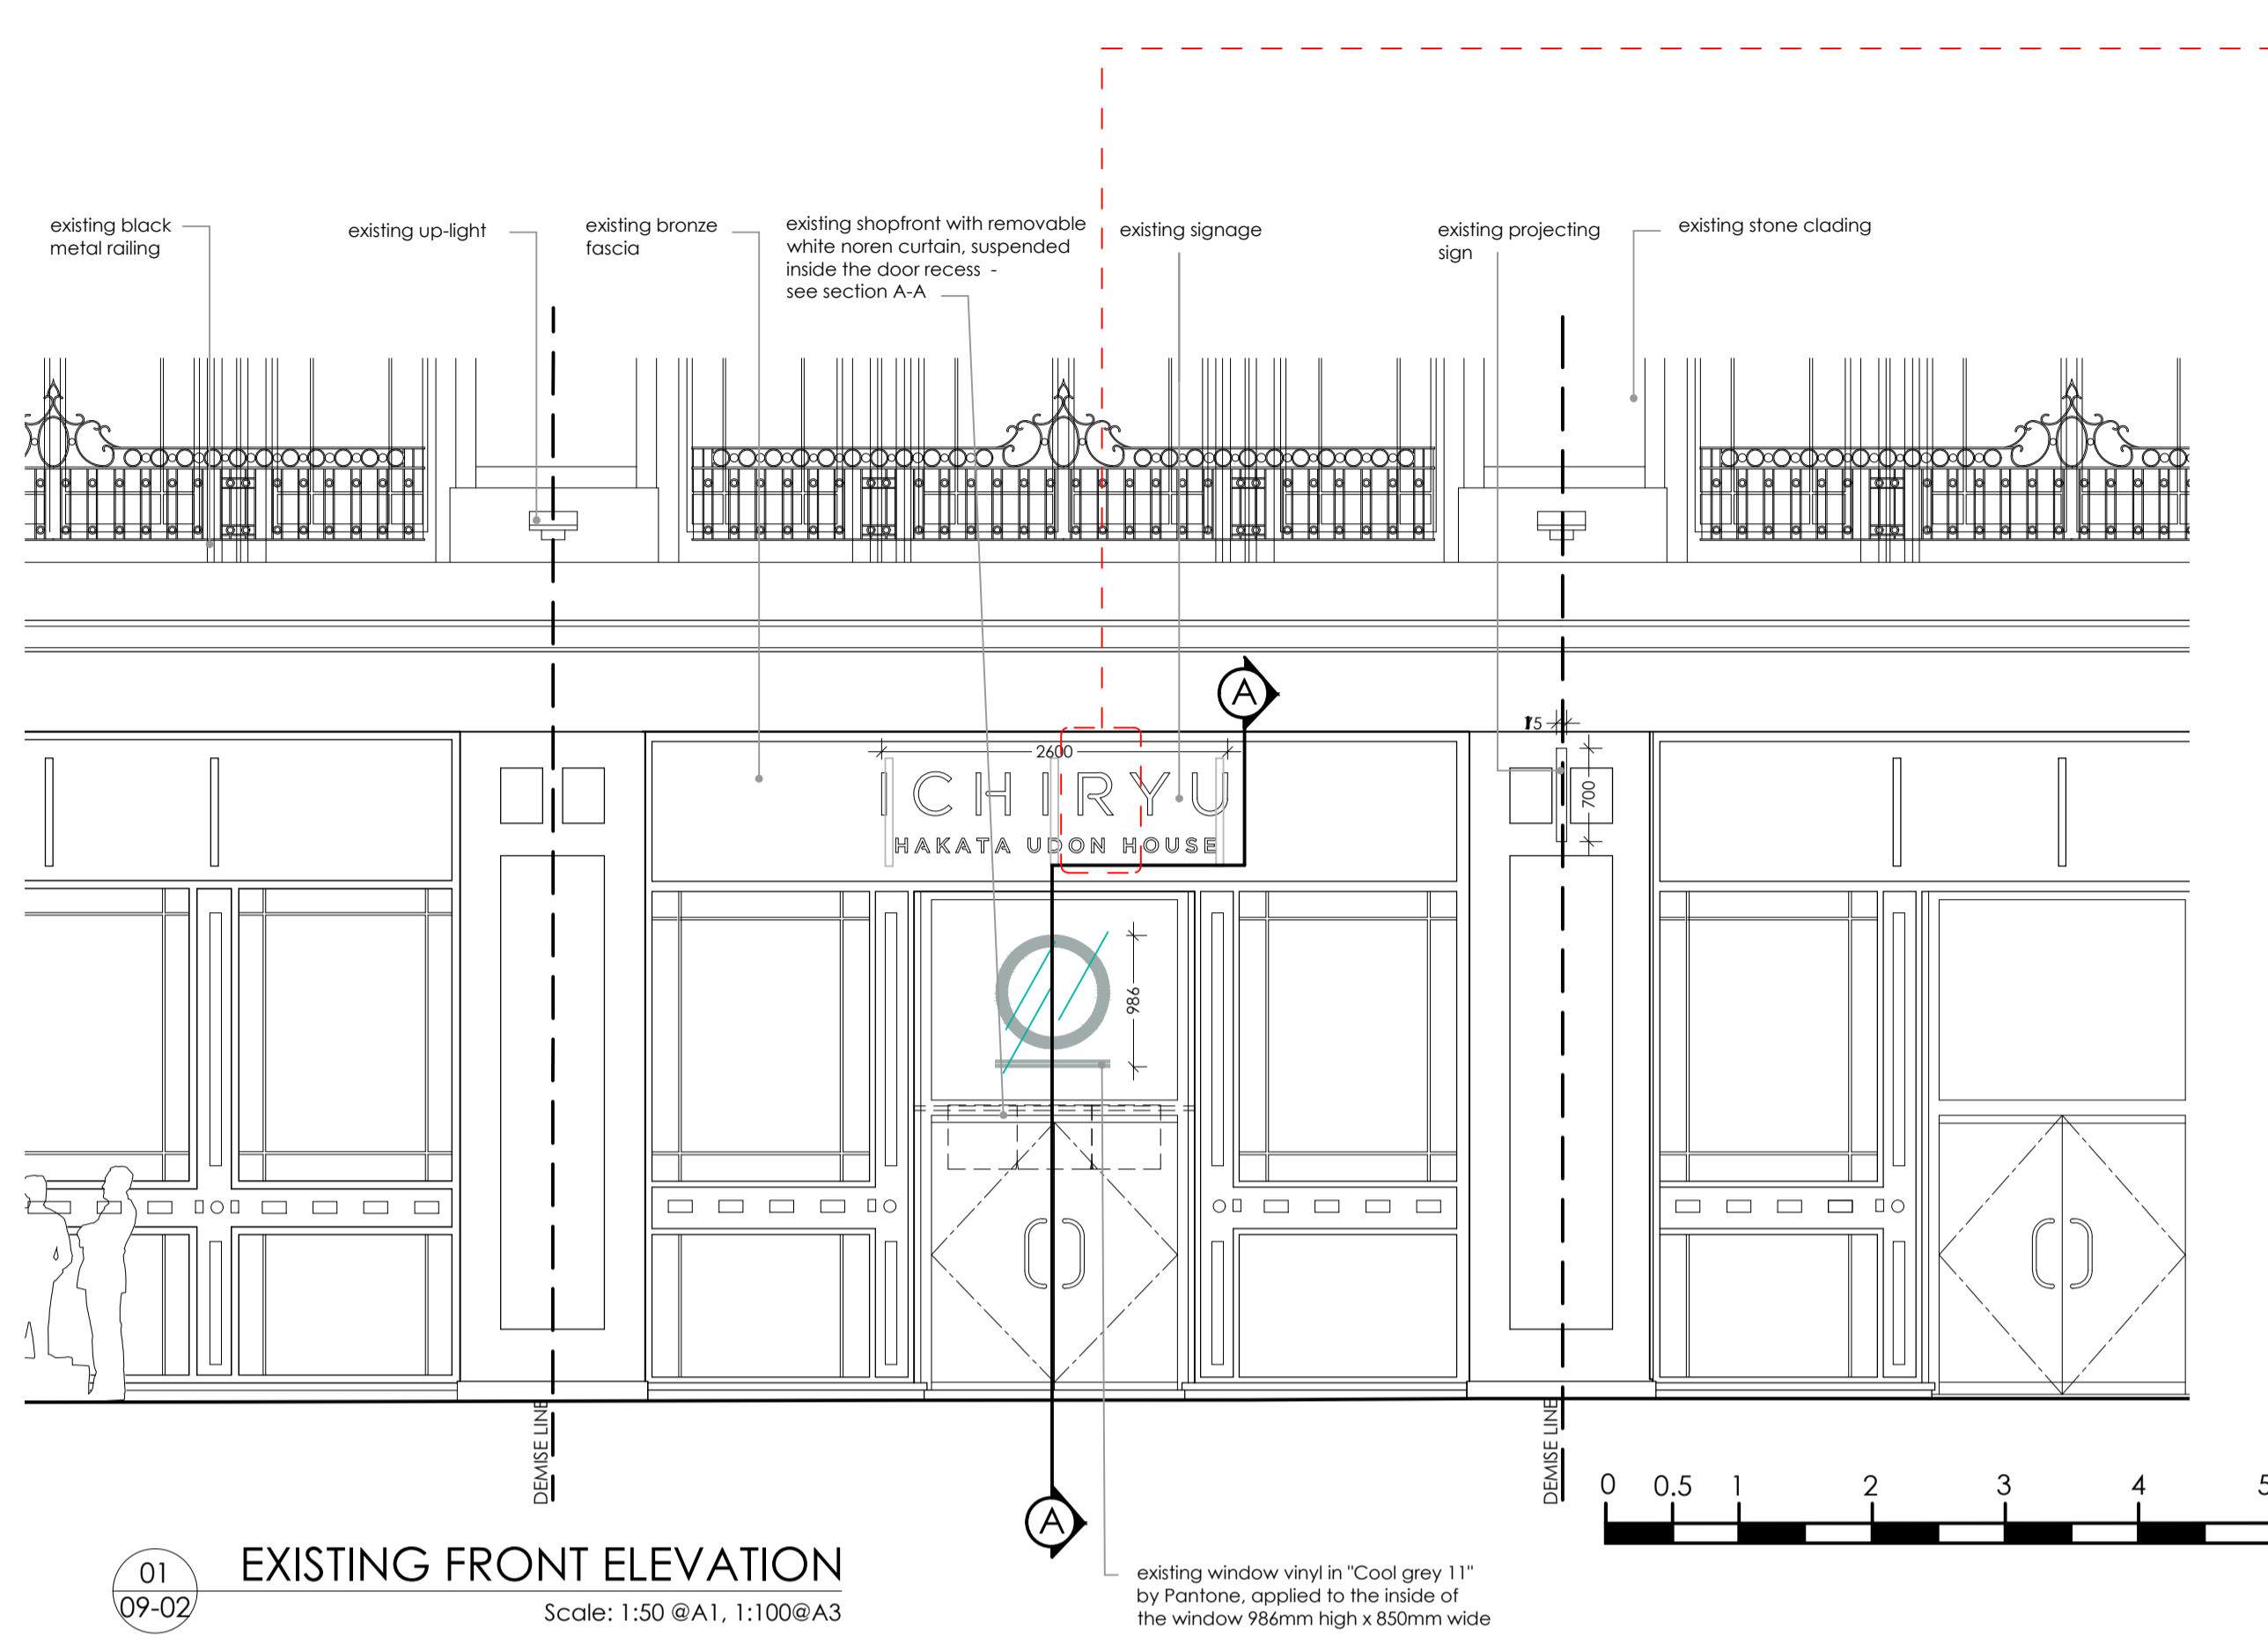 existing black
metal railing
existing up-light
existing bronze
fascia
existing shopfront with removable
white noren curtain, suspended
inside the door recess -
see section A-A
existing signage
existing projecting
sign
existing stone clading
A
75
2600
700
ICHIRYU
HAKATA UDON HOUSE
986
DEMISE LINE
DEMISE LINE
0 0.5 1 2 3 4 5
A
01
09-02
EXISTING FRONT ELEVATION
Scale: 1:50 @A1, 1:100@A3
existing window vinyl in "Cool grey 11"
by Pantone, applied to the inside of
the window 986mm high x 850mm wide